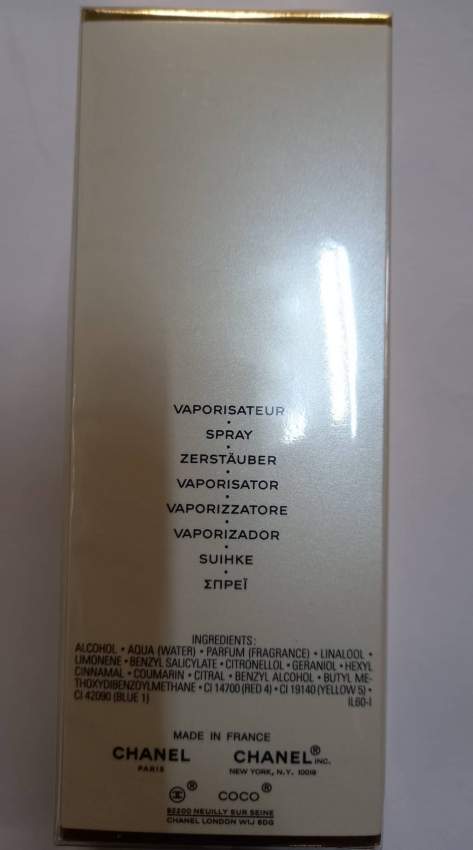 VAPORISATEUR
•
SPRAY
•
ZERSTÄUBER
•
VAPORISATOR
•
VAPORIZZATORE
•
VAPORIZADOR
•
SUIHKE
•
ΣΠΡΕΪ
INGREDIENTS:
ALCOHOL • AQUA (WATER) • PARFUM (FRAGRANCE) • LINALOOL •
LIMONENE • BENZYL SALICYLATE • CITRONELLOL • GERANIOL • HEXYL
CINNAMAL • COUMARIN • CITRAL • BENZYL ALCOHOL • BUTYL ME-
THOXYDIBENZOYLMETHANE • CI 14700 (RED 4) • CI 19140 (YELLOW 5) •
CI 42090 (BLUE 1) IL60-I
MADE IN FRANCE
CHANEL CHANEL® INC.
PARIS NEW YORK, N.Y. 10019
® COCO®
92200 NEUILLY SUR SEINE
CHANEL LONDON W1J 6DG